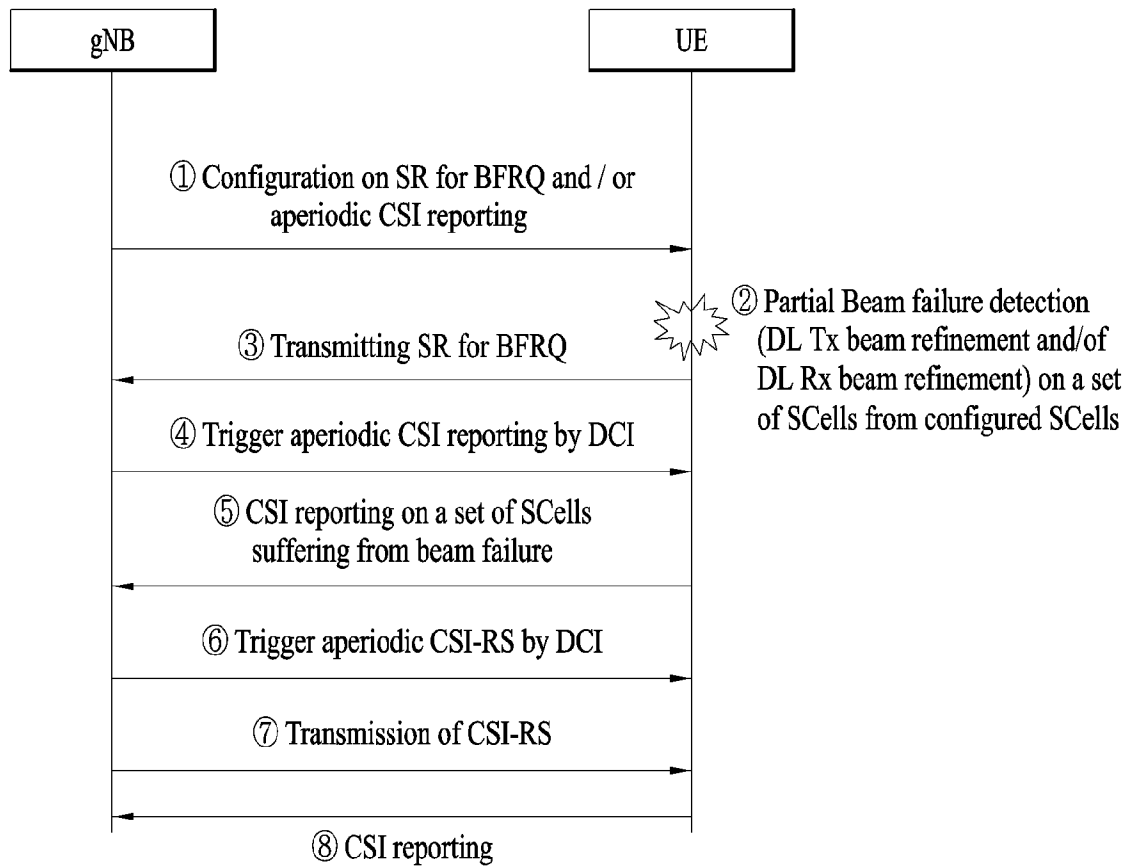 gNB
UE
① Configuration on SR for BFRQ and / or
aperiodic CSI reporting
② Partial Beam failure detection
(DL Tx beam refinement and/of
DL Rx beam refinement) on a set
of SCells from configured SCells
③ Transmitting SR for BFRQ
④ Trigger aperiodic CSI reporting by DCI
⑤ CSI reporting on a set of SCells
suffering from beam failure
⑥ Trigger aperiodic CSI-RS by DCI
⑦ Transmission of CSI-RS
⑧ CSI reporting